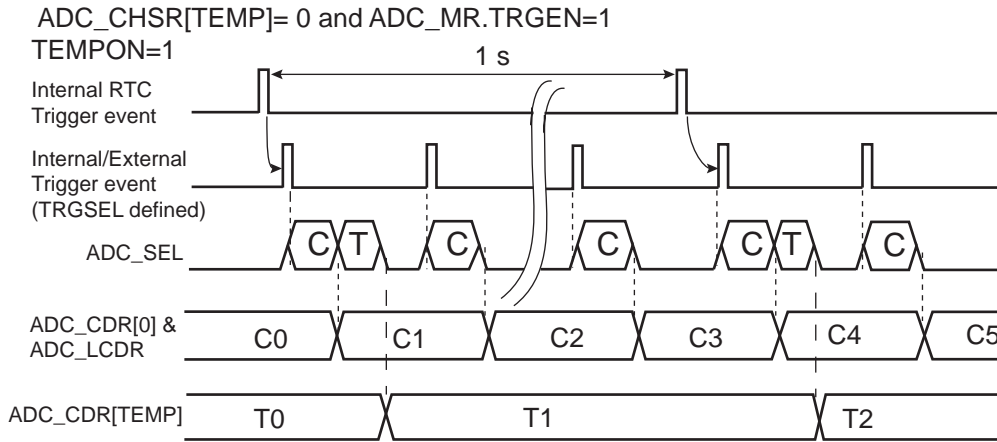 ADC_CHSR[TEMP]= 0 and ADC_MR.TRGEN=1
TEMPON=1
1 s
Internal RTC
Trigger event
Internal/External
Trigger event
(TRGSEL defined)
ADC_SEL
C T C C C T C
ADC_CDR[0] &
ADC_LCDR
C0 C1 C2 C3 C4 C5
ADC_CDR[TEMP]
T0 T1 T2